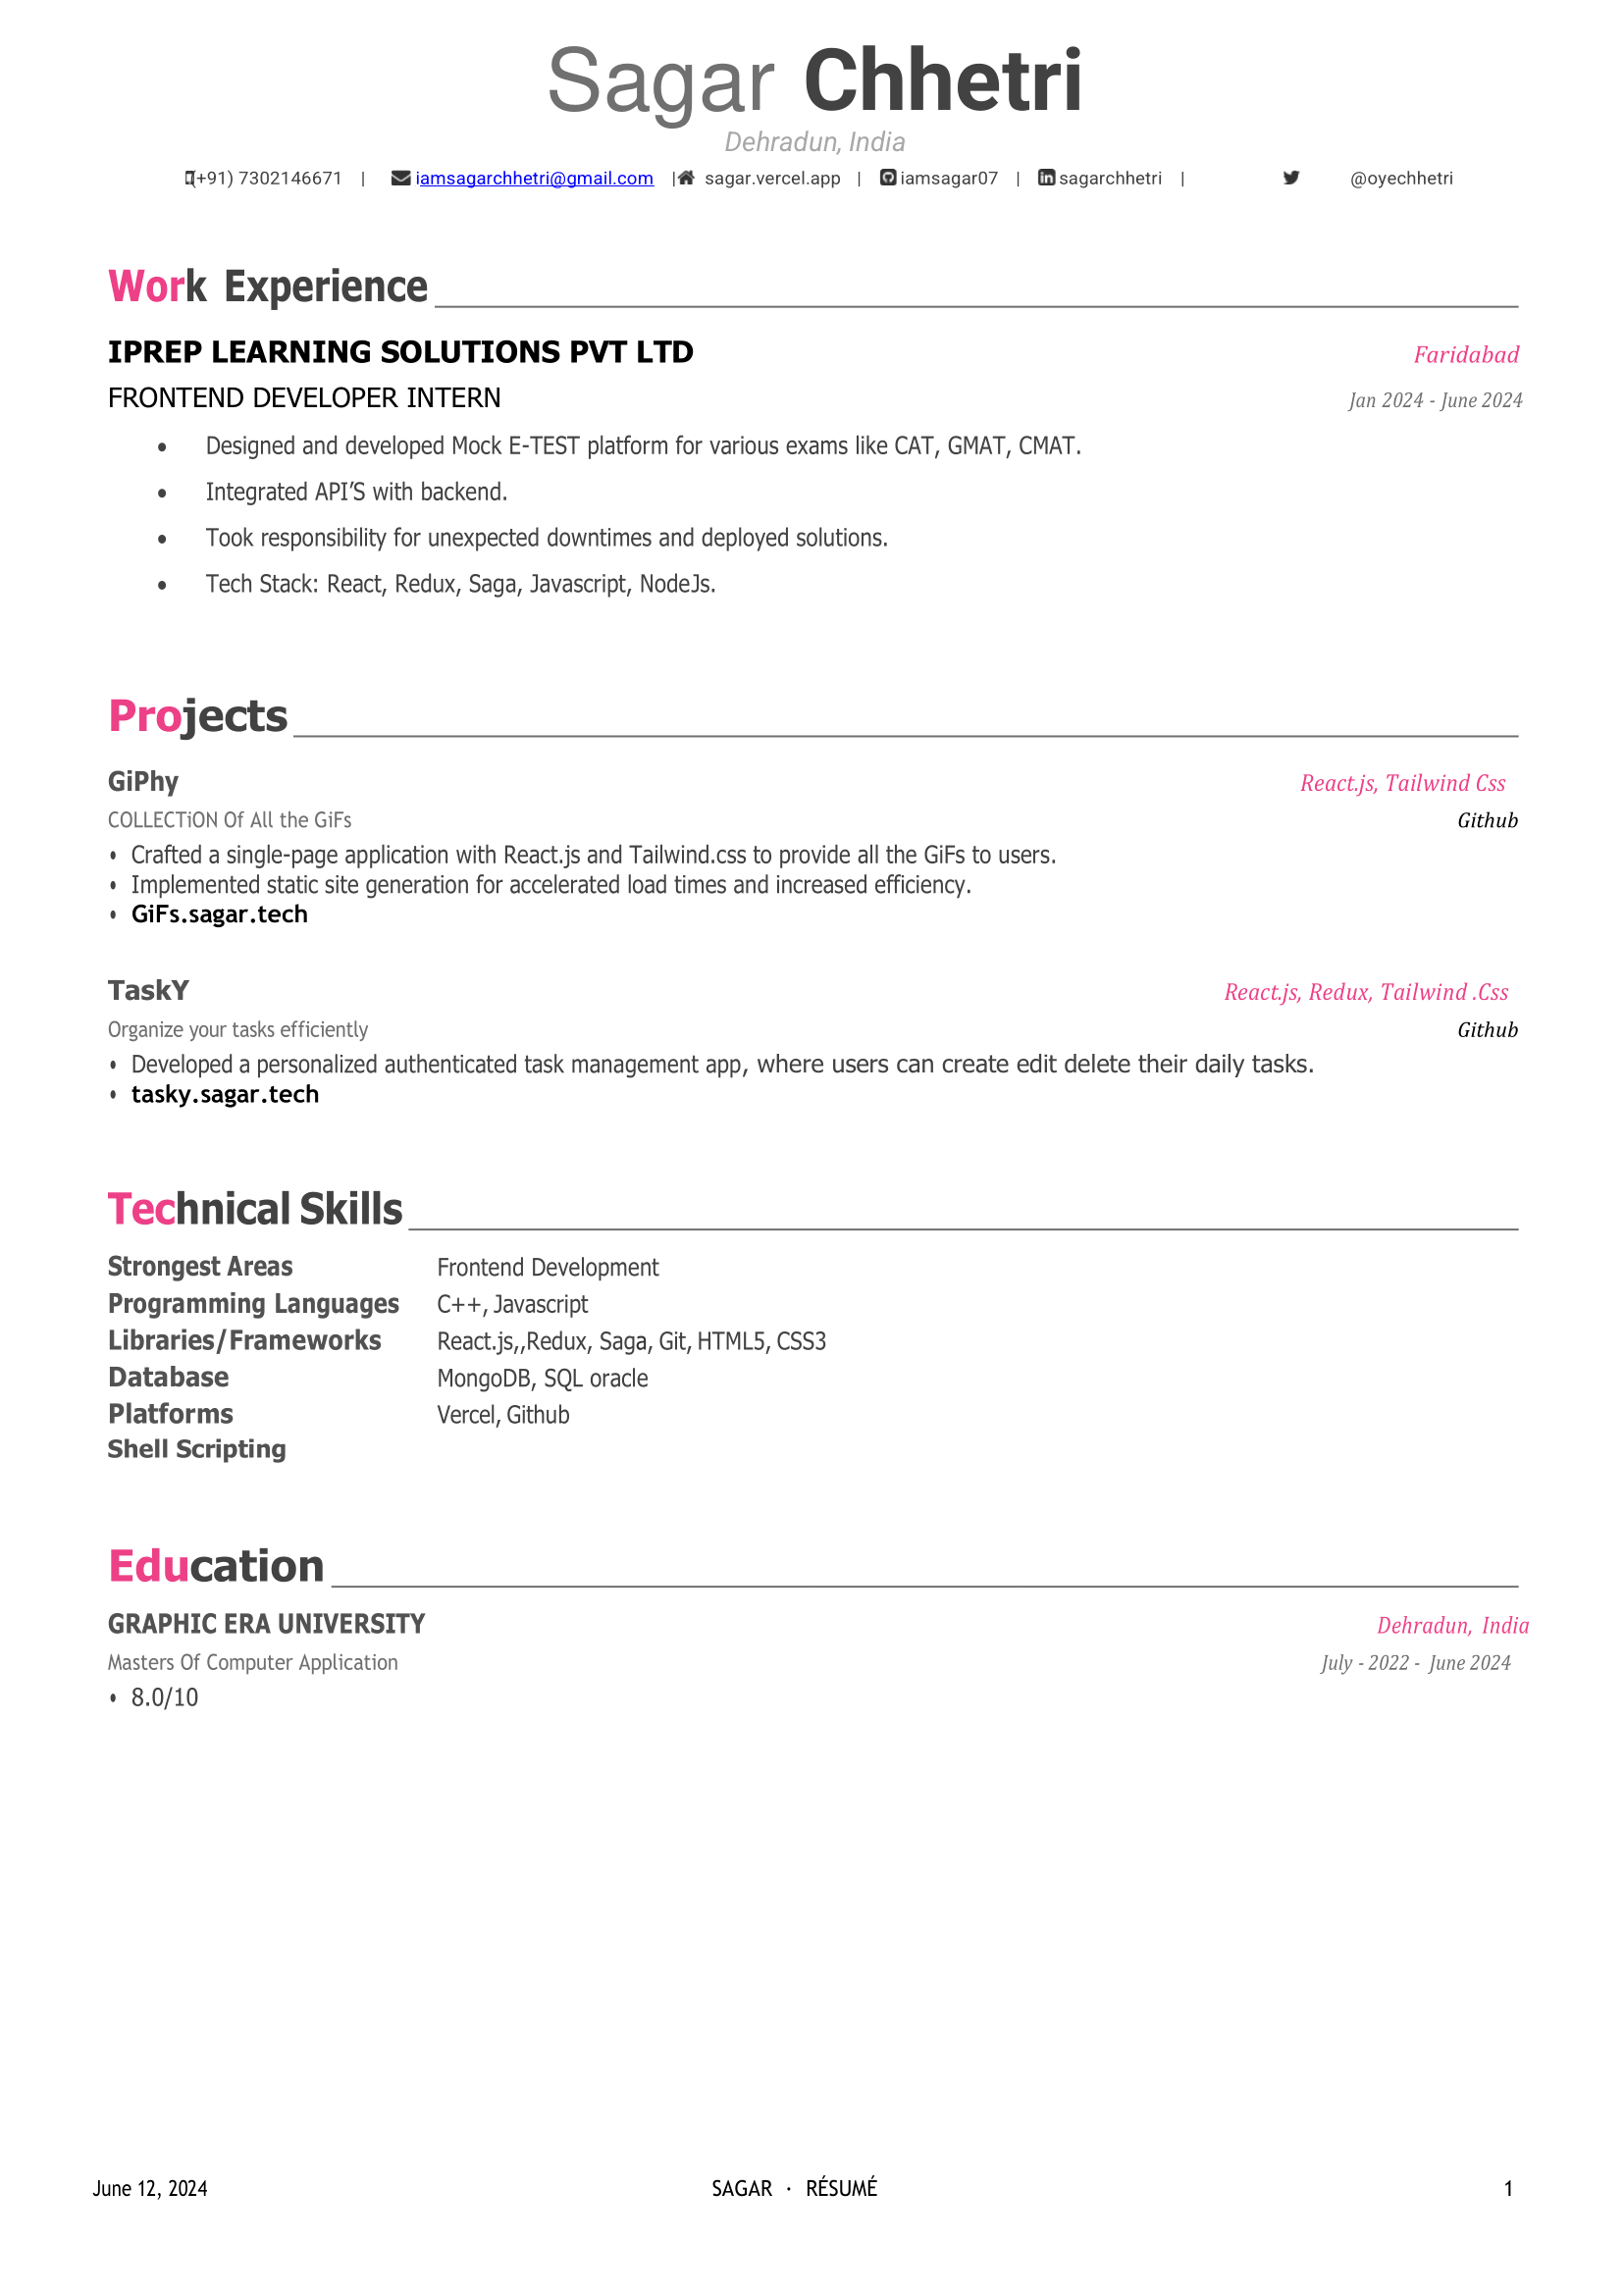 Sagar Chhetri
Dehradun, India
(+91) 7302146671 | iamsagarchhetri@gmail.com | sagar.vercel.app | iamsagar07 | sagarchhetri | @oyechhetri
Work Experience
IPREP LEARNING SOLUTIONS PVT LTD Faridabad
FRONTEND DEVELOPER INTERN Jan 2024 - June 2024
• Designed and developed Mock E-TEST platform for various exams like CAT, GMAT, CMAT.
• Integrated API’S with backend.
• Took responsibility for unexpected downtimes and deployed solutions.
• Tech Stack: React, Redux, Saga, Javascript, NodeJs.
Projects
GiPhy React.js, Tailwind Css
COLLECTiON Of All the GiFs Github
• Crafted a single-page application with React.js and Tailwind.css to provide all the GiFs to users.
• Implemented static site generation for accelerated load times and increased efficiency.
• GiFs.sagar.tech
TaskY React.js, Redux, Tailwind .Css
Organize your tasks efficiently Github
• Developed a personalized authenticated task management app, where users can create edit delete their daily tasks.
• tasky.sagar.tech
Technical Skills
Strongest Areas Frontend Development
Programming Languages C++, Javascript
Libraries/Frameworks React.js,,Redux, Saga, Git, HTML5, CSS3
Database MongoDB, SQL oracle
Platforms Vercel, Github
Shell Scripting
Education
GRAPHIC ERA UNIVERSITY Dehradun, India
Masters Of Computer Application July - 2022 - June 2024
• 8.0/10
June 12, 2024 SAGAR · RÉSUMÉ 1